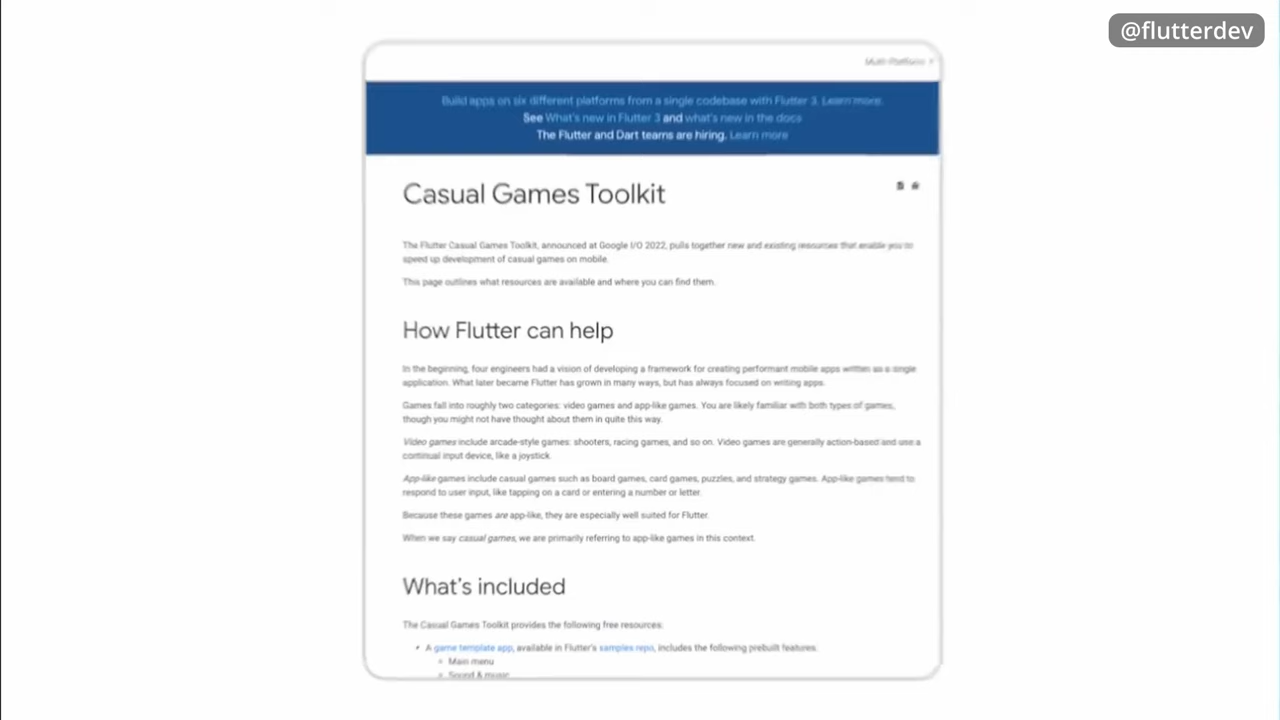 @flutterdev
Multi-Platform
Build apps on six different platforms from a single codebase with Flutter 3. Learn more.
See What's new in Flutter 3 and what's new in the docs
The Flutter and Dart teams are hiring. Learn more
Casual Games Toolkit
The Flutter Casual Games Toolkit, announced at Google I/O 2022, pulls together new and existing resources that enable you to
speed up development of casual games on mobile.
This page outlines what resources are available and where you can find them.
How Flutter can help
In the beginning, four engineers had a vision of developing a framework for creating performant mobile apps written as a single
application. What later became Flutter has grown in many ways, but has always focused on writing apps.
Games fall into roughly two categories: video games and app-like games. You are likely familiar with both types of games,
though you might not have thought about them in quite this way.
Video games include arcade-style games: shooters, racing games, and so on. Video games are generally action-based and use a
continual input device, like a joystick.
App-like games include casual games such as board games, card games, puzzles, and strategy games. App-like games tend to
respond to user input, like tapping on a card or entering a number or letter.
Because these games are app-like, they are especially well suited for Flutter.
When we say casual games, we are primarily referring to app-like games in this context.
What's included
The Casual Games Toolkit provides the following free resources:
• A game template app, available in Flutter's samples repo, includes the following prebuilt features:
Main menu
Sound & music